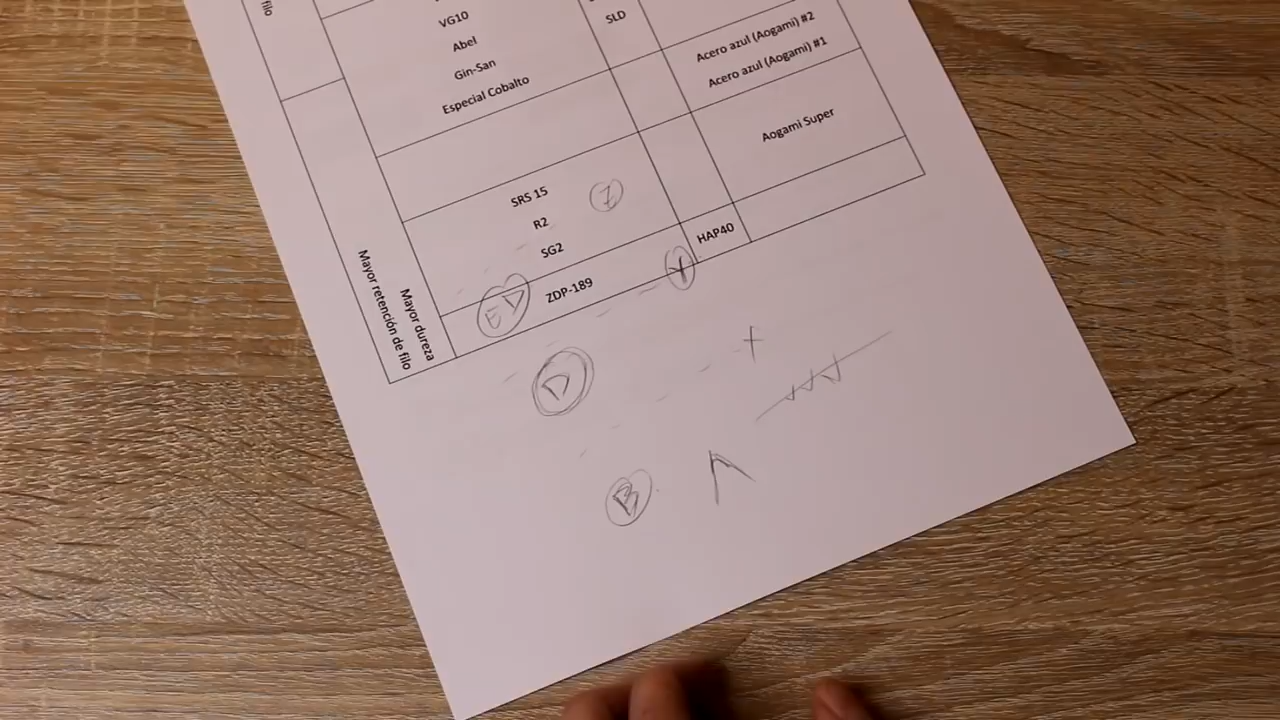 filo
VG10
Abel
Gin-San
Especial Cobalto
SLD
Acero azul (Aogami) #2
Acero azul (Aogami) #1
SRS 15
R2
SG2
Aogami Super
ZDP-189
HAP40
Mayor retención de filo
Mayor dureza
ED
D
B